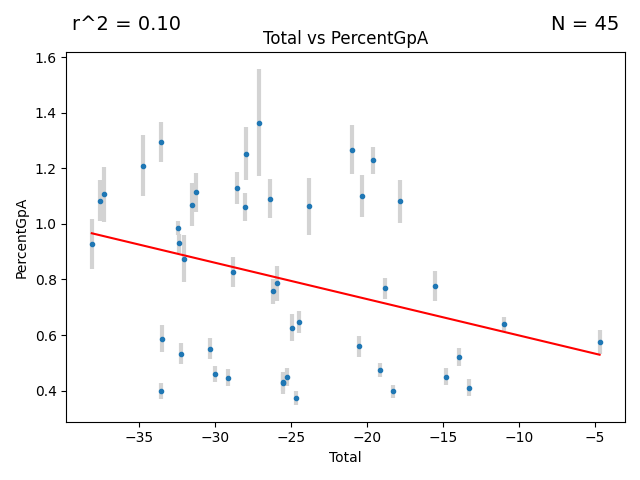 r^2 = 0.10
N = 45
Total vs PercentGpA
1.6
1.4
1.2
1.0
0.8
0.6
0.4
PercentGpA
−35
−30
−25
−20
−15
−10
−5
Total